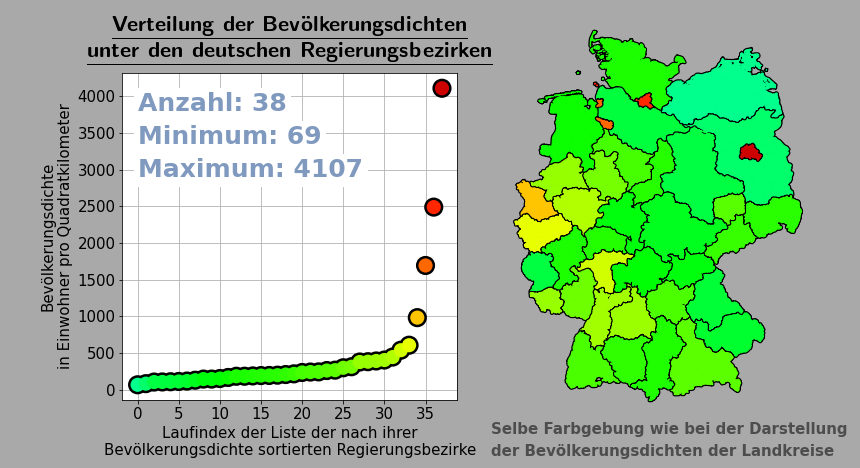 Verteilung der Bevölkerungsdichten
unter den deutschen Regierungsbezirken
Anzahl: 38
Minimum: 69
Maximum: 4107
Bevölkerungsdichte
in Einwohner pro Quadratkilometer
4000
3500
3000
2500
2000
1500
1000
500
0
0 5 10 15 20 25 30 35
Laufindex der Liste der nach ihrer
Bevölkerungsdichte sortierten Regierungsbezirke
Selbe Farbgebung wie bei der Darstellung
der Bevölkerungsdichten der Landkreise